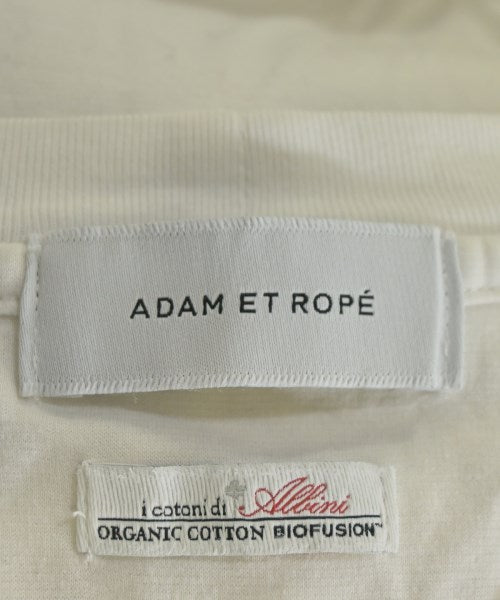 ADAM ET ROPÉ
i cotoni di Albini
ORGANIC COTTON BIOFUSION™